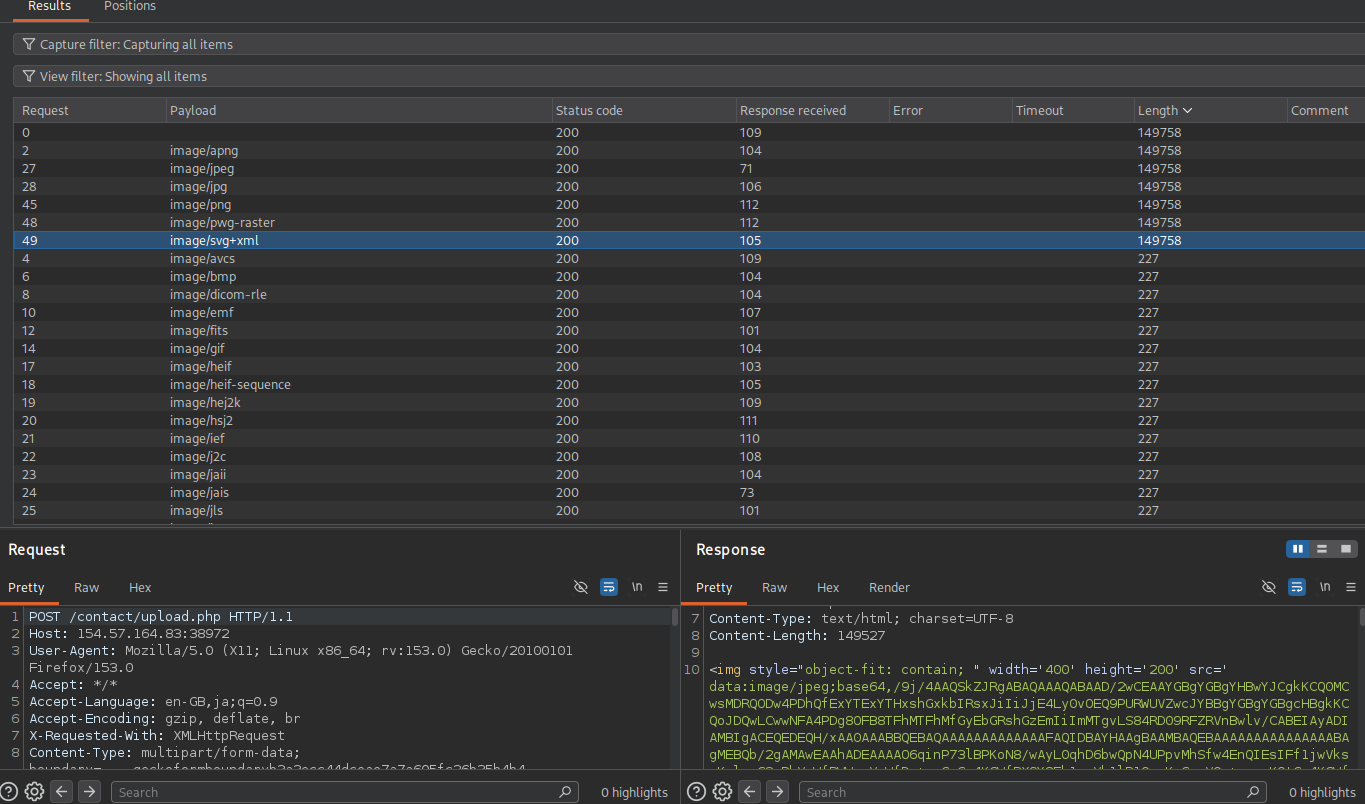 Results Positions
Capture filter: Capturing all items
View filter: Showing all items
Request Payload Status code Response received Error Timeout Length Comment
0 200 109 149758
2 image/apng 200 104 149758
27 image/jpeg 200 71 149758
28 image/jpg 200 106 149758
45 image/png 200 112 149758
48 image/pwg-raster 200 112 149758
49 image/svg+xml 200 105 149758
4 image/avcs 200 109 227
6 image/bmp 200 104 227
8 image/dicom-rle 200 104 227
10 image/emf 200 107 227
12 image/fits 200 101 227
14 image/gif 200 104 227
17 image/heif 200 103 227
18 image/heif-sequence 200 105 227
19 image/hej2k 200 109 227
20 image/hsj2 200 111 227
21 image/ief 200 110 227
22 image/j2c 200 108 227
23 image/jaii 200 104 227
24 image/jais 200 73 227
25 image/jls 200 101 227
Request
Pretty Raw Hex \n
1 POST /contact/upload.php HTTP/1.1
2 Host: 154.57.164.83:38972
3 User-Agent: Mozilla/5.0 (X11; Linux x86_64; rv:153.0) Gecko/20100101
Firefox/153.0
4 Accept: */*
5 Accept-Language: en-GB,ja;q=0.9
6 Accept-Encoding: gzip, deflate, br
7 X-Requested-With: XMLHttpRequest
8 Content-Type: multipart/form-data;
Search 0 highlights
Response
Pretty Raw Hex Render \n
7 Content-Type: text/html; charset=UTF-8
8 Content-Length: 149527
9
10 <img style="object-fit: contain; " width='400' height='200' src='
data:image/jpeg;base64,/9j/4AAQSkZJRgABAQAAAQABAAD/2wCEAAYGBgYGBgYHBwYJCgkKCQ0MC
Search 0 highlights